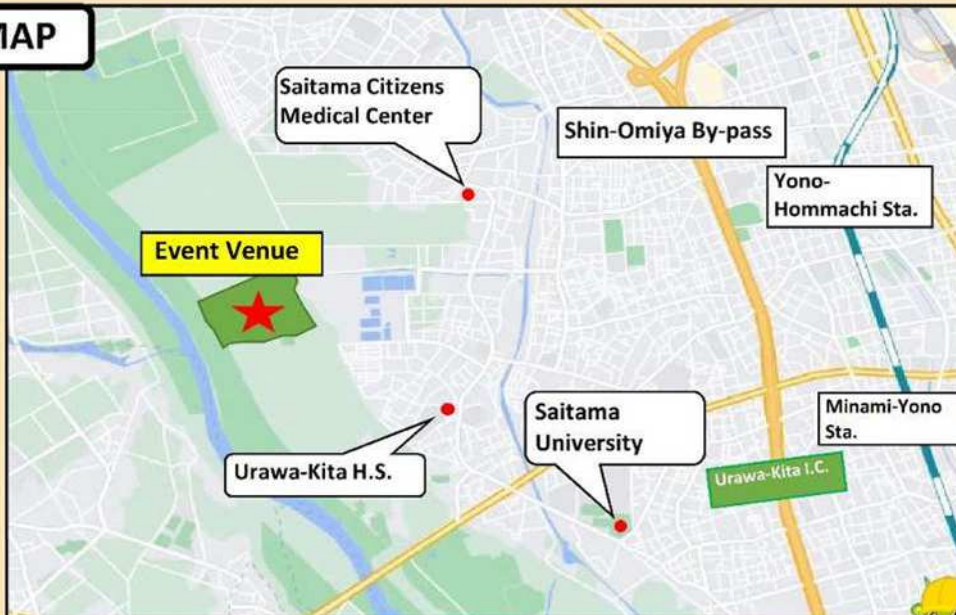 MAP
Saitama Citizens
Medical Center
Shin-Omiya By-pass
Yono-
Hommachi Sta.
Event Venue
Saitama
University
Minami-Yono
Sta.
Urawa-Kita H.S.
Urawa-Kita I.C.